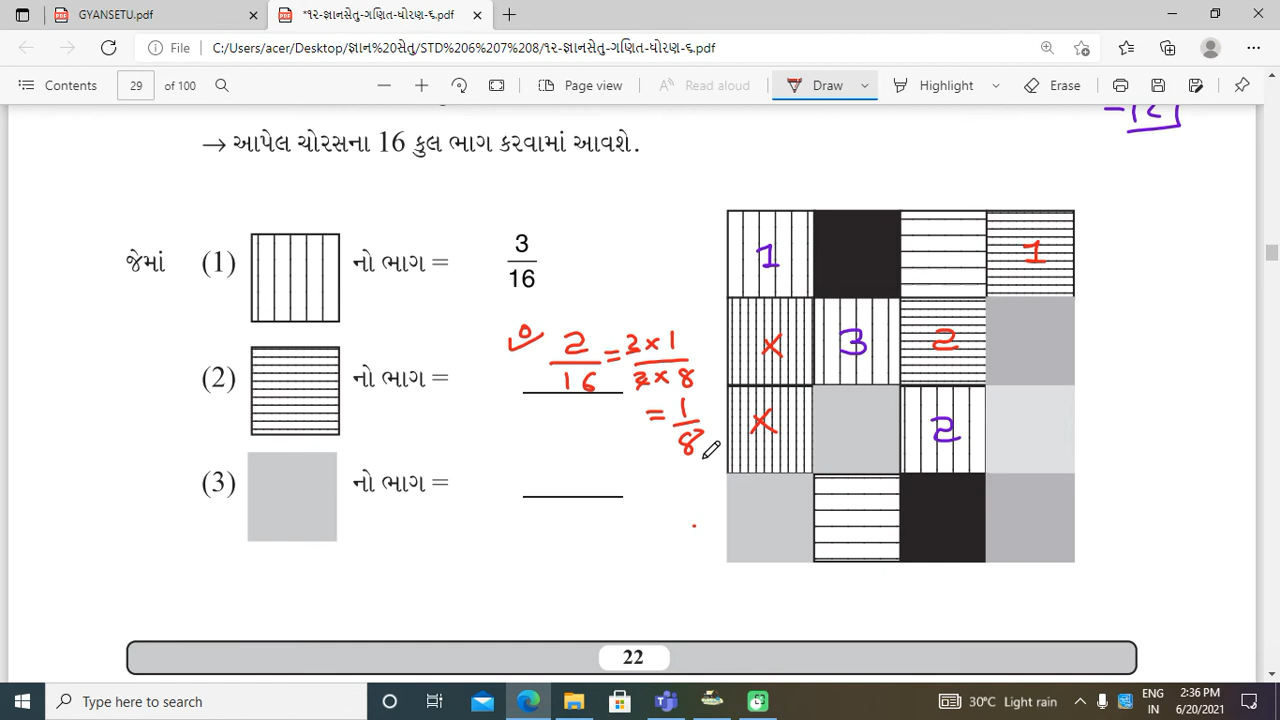 GYANSETU.pdf
*૧૨-જ્ઞાનસેતુ-ગણિત-ધોરણ-૬.pdf
File C:/Users/acer/Desktop/જ્ઞાન%20સેતુ/STD%206%207%208/૧૨-જ્ઞાનસેતુ-ગણિત-ધોરણ-૬.pdf
Contents 29 of 100 Page view Read aloud Draw Highlight Erase
→ આપેલ ચોરસના 16 કુલ ભાગ કરવામાં આવશે.
જેમાં (1) નો ભાગ = 3/16
(2) નો ભાગ = 2/16 = 2 x 1 / 2 x 8
= 1/8
(3) નો ભાગ = ______
1 1
x 3 2
x 2
22
Type here to search
30°C Light rain
ENG
IN
2:36 PM
6/20/2021